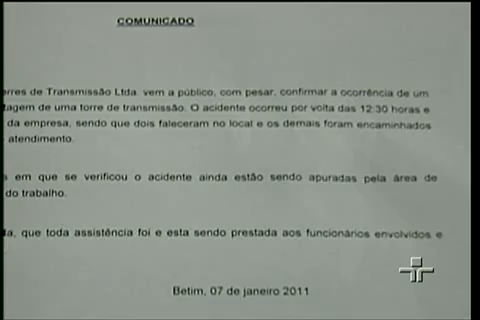 COMUNICADO
orres de Transmissão Ltda. vem a público, com pesar, confirmar a ocorrência de um
tagem de uma torre de transmissão. O acidente ocorreu por volta das 12:30 horas e
da empresa, sendo que dois faleceram no local e os demais foram encaminhados
atendimento.
s em que se verificou o acidente ainda estão sendo apuradas pela área de
do trabalho.
da, que toda assistência foi e esta sendo prestada aos funcionários envolvidos e
Betim, 07 de janeiro 2011